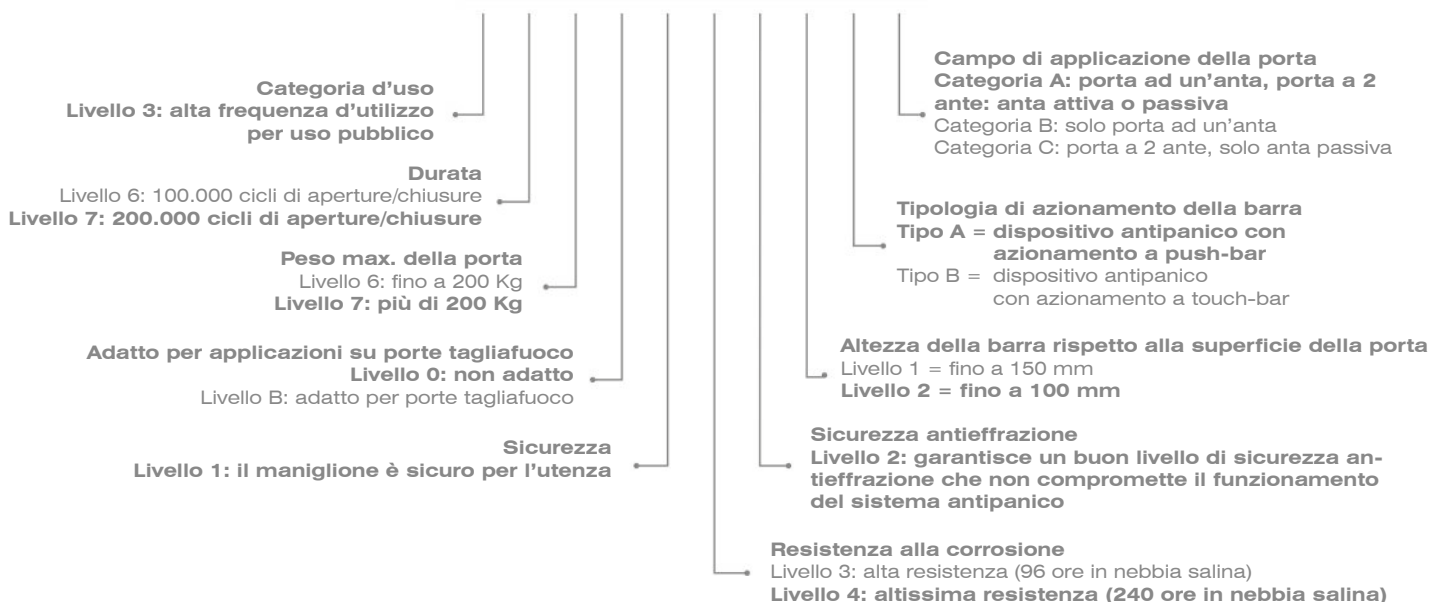 Categoria d'uso
Livello 3: alta frequenza d'utilizzo
per uso pubblico
Durata
Livello 6: 100.000 cicli di aperture/chiusure
Livello 7: 200.000 cicli di aperture/chiusure
Peso max. della porta
Livello 6: fino a 200 Kg
Livello 7: più di 200 Kg
Adatto per applicazioni su porte tagliafuoco
Livello 0: non adatto
Livello B: adatto per porte tagliafuoco
Sicurezza
Livello 1: il maniglione è sicuro per l'utenza
Campo di applicazione della porta
Categoria A: porta ad un'anta, porta a 2
ante: anta attiva o passiva
Categoria B: solo porta ad un'anta
Categoria C: porta a 2 ante, solo anta passiva
Tipologia di azionamento della barra
Tipo A = dispositivo antipanico con
azionamento a push-bar
Tipo B = dispositivo antipanico
con azionamento a touch-bar
Altezza della barra rispetto alla superficie della porta
Livello 1 = fino a 150 mm
Livello 2 = fino a 100 mm
Sicurezza antieffrazione
Livello 2: garantisce un buon livello di sicurezza an-
tieffrazione che non compromette il funzionamento
del sistema antipanico
Resistenza alla corrosione
Livello 3: alta resistenza (96 ore in nebbia salina)
Livello 4: altissima resistenza (240 ore in nebbia salina)